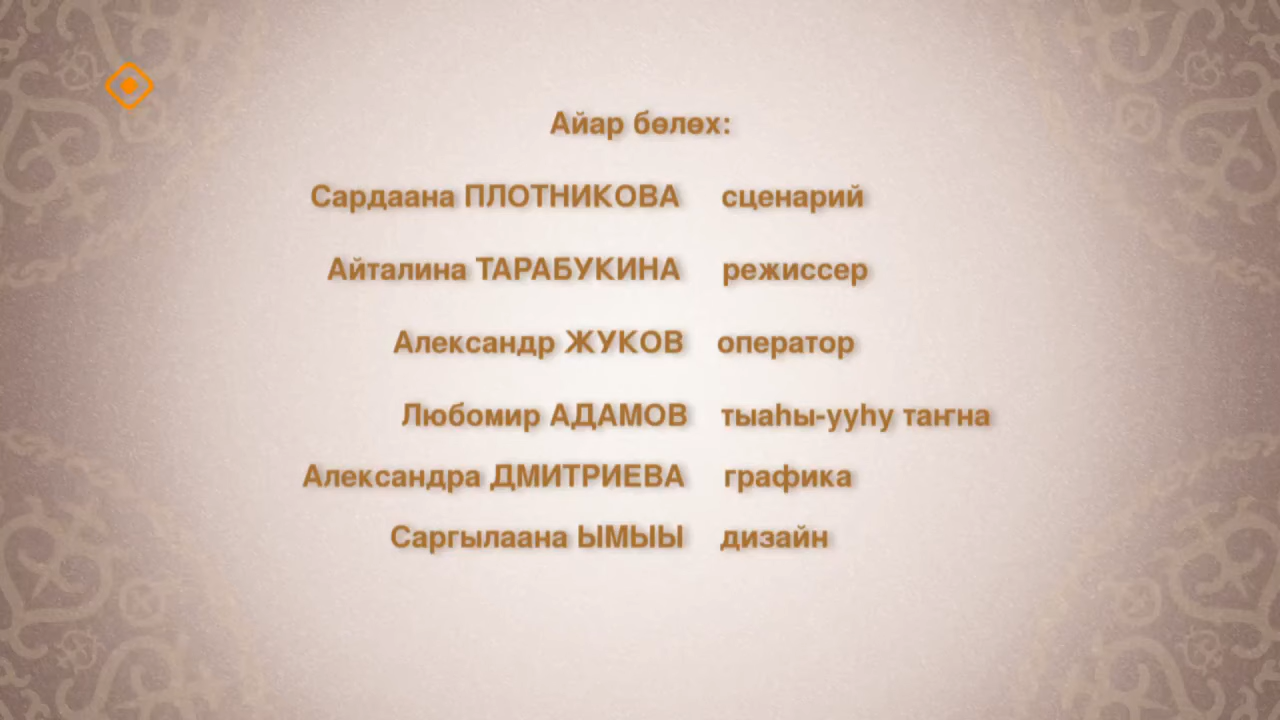 Айар бөлөх:
Сардаана ПЛОТНИКОВА сценарий
Айталина ТАРАБУКИНА режиссер
Александр ЖУКОВ оператор
Любомир АДАМОВ тыаһы-ууһу таҥна
Александра ДМИТРИЕВА графика
Саргылаана ЫМЫЫ дизайн